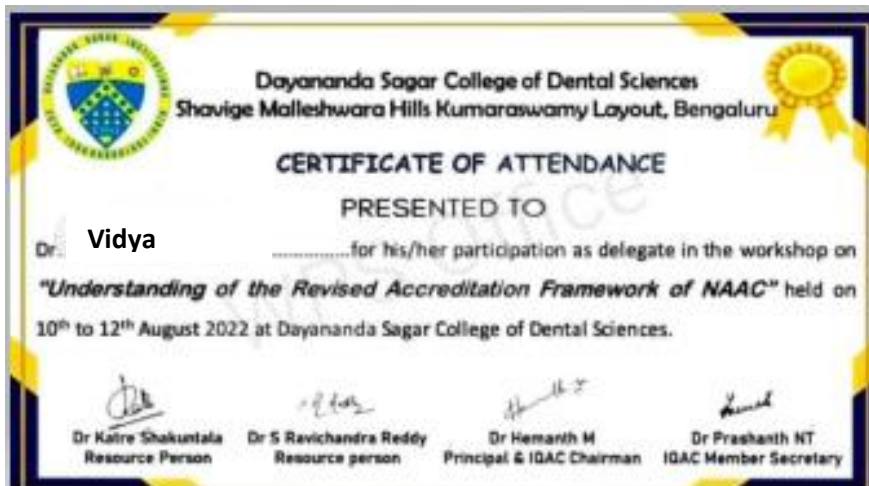 Dayananda Sagar College of Dental Sciences
Shavige Malleshwara Hills Kumaraswamy Layout, Bengaluru
CERTIFICATE OF ATTENDANCE
PRESENTED TO
Dr. Vidya ................for his/her participation as delegate in the workshop on
"Understanding of the Revised Accreditation Framework of NAAC" held on
10th to 12th August 2022 at Dayananda Sagar College of Dental Sciences.
WPS Office
Dr Katre Shakuntala
Resource Person
Dr S Ravichandra Reddy
Resource person
Dr Hemanth M
Principal & IQAC Chairman
Dr Prashanth NT
IQAC Member Secretary